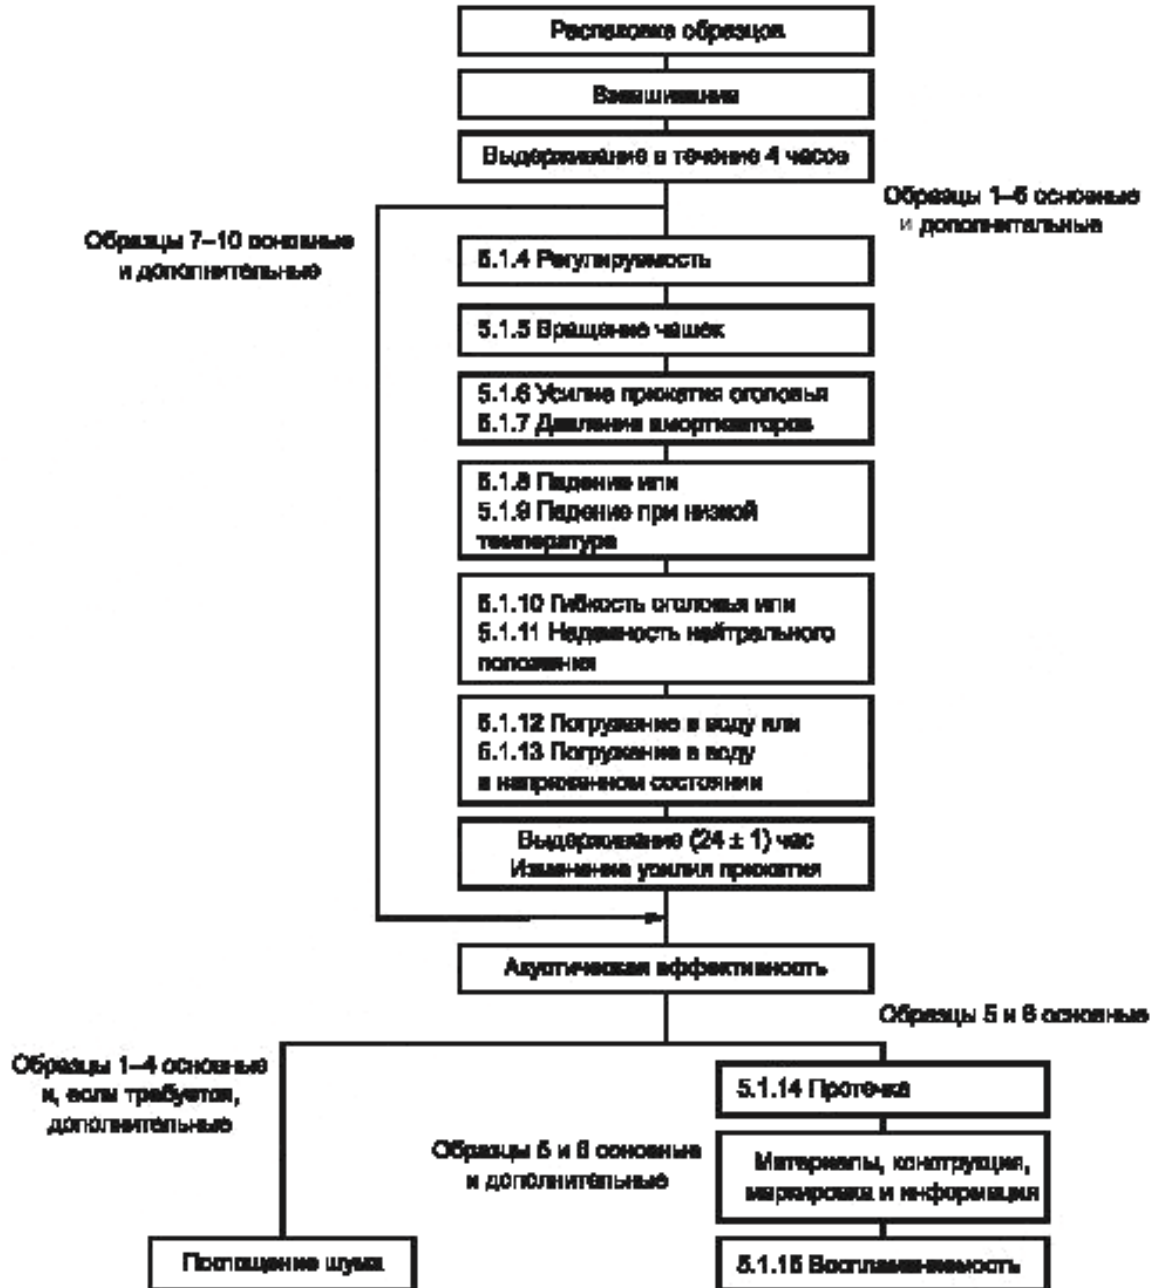 Распаковка образцов
Взвешивание
Выдерживание в течение 4 часов
Образцы 1–6 основные
и дополнительные
Образцы 7–10 основные
и дополнительные
5.1.4 Регулируемость
5.1.5 Вращение чашек
5.1.6 Усилие прижатия оголовья
5.1.7 Давление амортизаторов
5.1.8 Падение или
5.1.9 Падение при низкой
температуре
5.1.10 Гибкость оголовья или
5.1.11 Надежность нейтрального
положения
5.1.12 Погружение в воду или
5.1.13 Погружение в воду
в напряженном состоянии
Выдерживание (24 ± 1) час
Изменение усилия прижатия
Акустическая эффективность
Образцы 5 и 6 основные
Образцы 1–4 основные
и, если требуется,
дополнительные
5.1.14 Протечка
Образцы 5 и 6 основные
и дополнительные
Материалы, конструкция,
маркировка и информация
Поглощение шума
5.1.15 Воспламеняемость